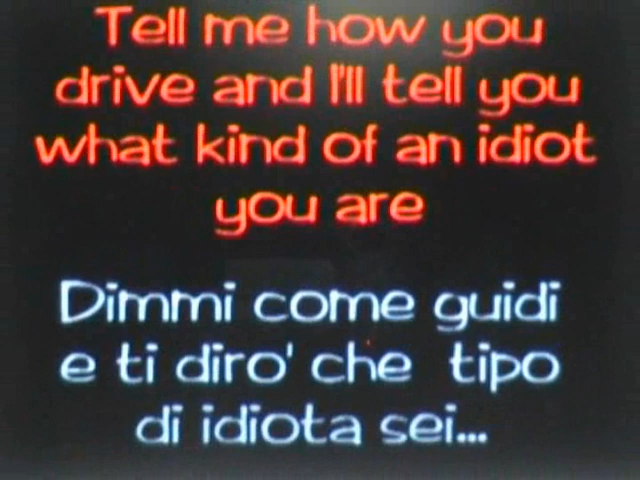 Tell me how you
drive and I'll tell you
what kind of an idiot
you are
Dimmi come guidi
e ti diro' che tipo
di idiota sei...